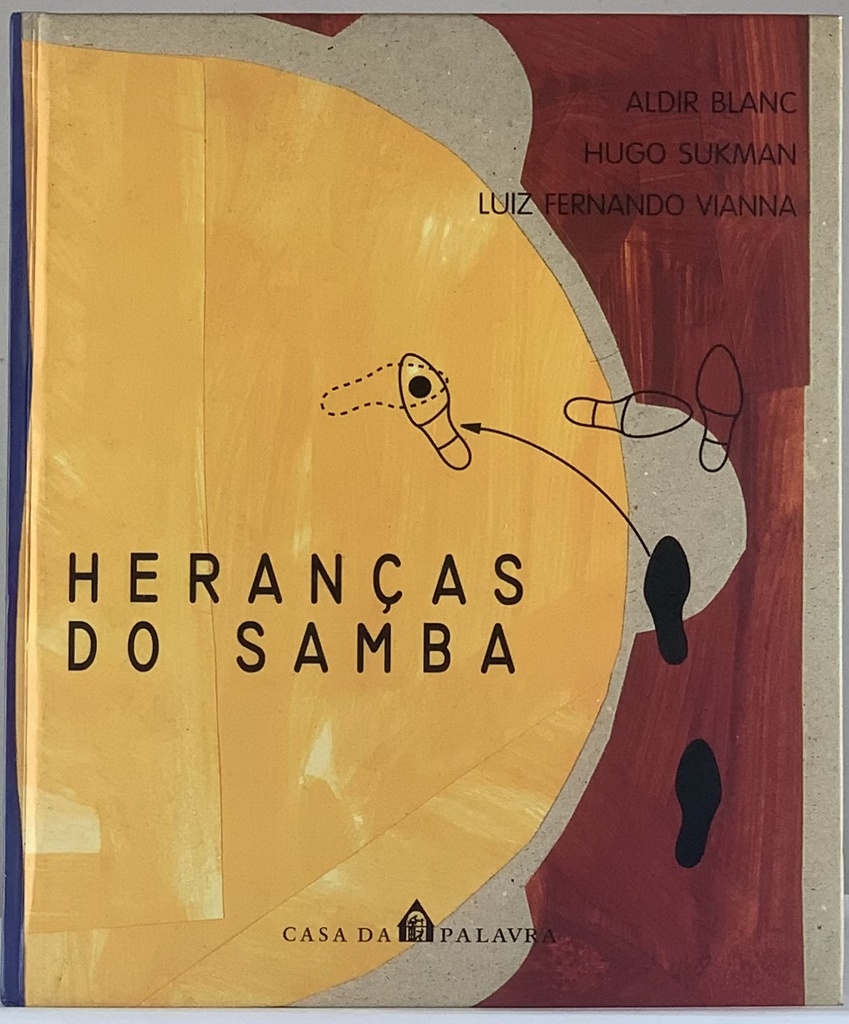 ALDIR BLANC
HUGO SUKMAN
LUIZ FERNANDO VIANNA
HERANÇAS
DO SAMBA
CASA DA PALAVRA